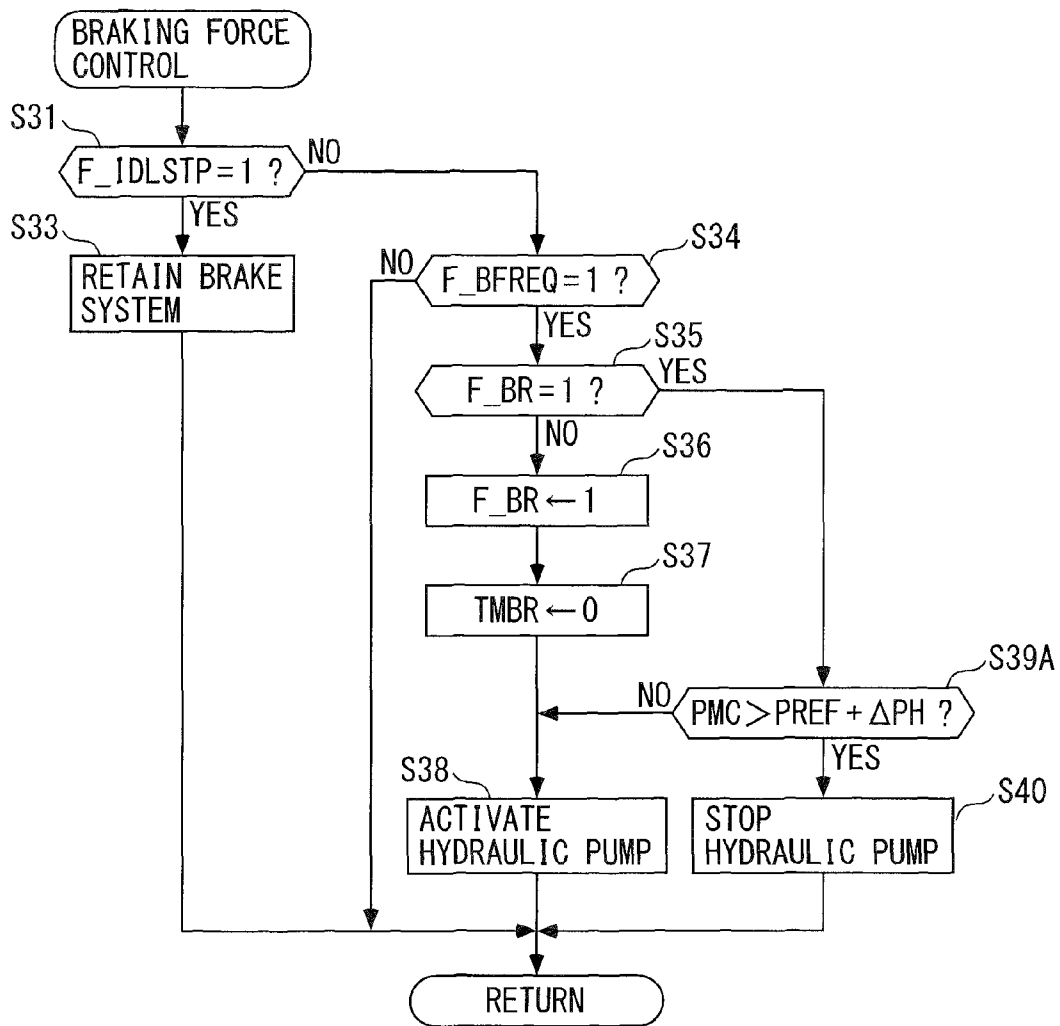 BRAKING FORCE
CONTROL
S31
F_IDLSTP=1 ?
NO
YES
S33
RETAIN BRAKE
SYSTEM
S34
NO
F_BFREQ=1 ?
YES
S35
F_BR=1 ?
YES
NO
S36
F_BR←1
S37
TMBR←0
S39A
NO
PMC>PREF+ΔPH ?
YES
S38
ACTIVATE
HYDRAULIC PUMP
S40
STOP
HYDRAULIC PUMP
RETURN